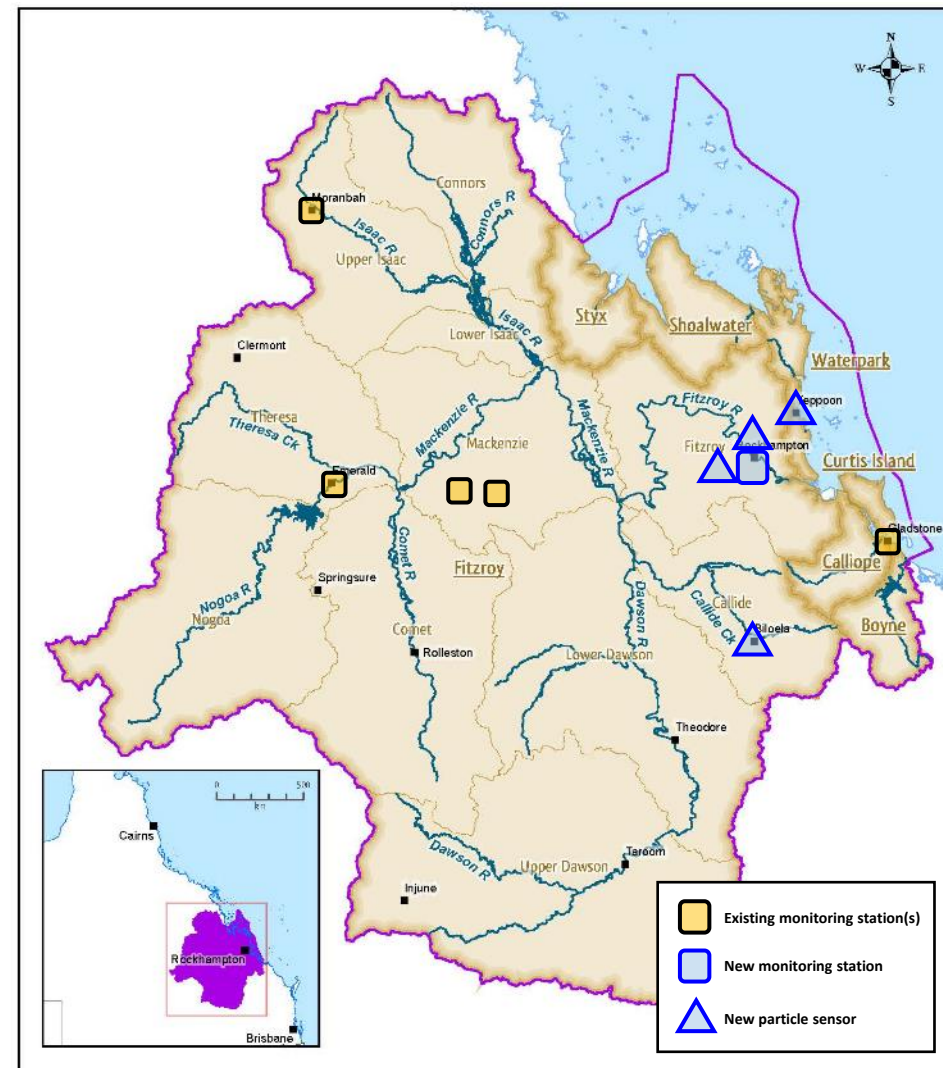 N
W E
S
Connors
Moranbah
Connors R
Isaac R
Upper Isaac
Isaac R
Styx
Shoalwater
Lower Isaac
Clermont
Waterpark
Theresa
Theresa Ck
Mackenzie R
Mackenzie
Mackenzie R
Fitzroy R
Yeppoon
Fitzroy
Rockhampton
Curtis Island
Emerald
Gladstone
Comet R
Fitzroy
Calliope
Springsure
Nogoa R
Nogoa
Callide
Callide Ck
Boyne
Biloela
Comet
Dawson R
Rolleston
Lower Dawson
Theodore
0 500
km
Cairns
Dawson R
Upper Dawson
Taroom
Injune
Rockhampton
Brisbane
Existing monitoring station(s)
New monitoring station
New particle sensor